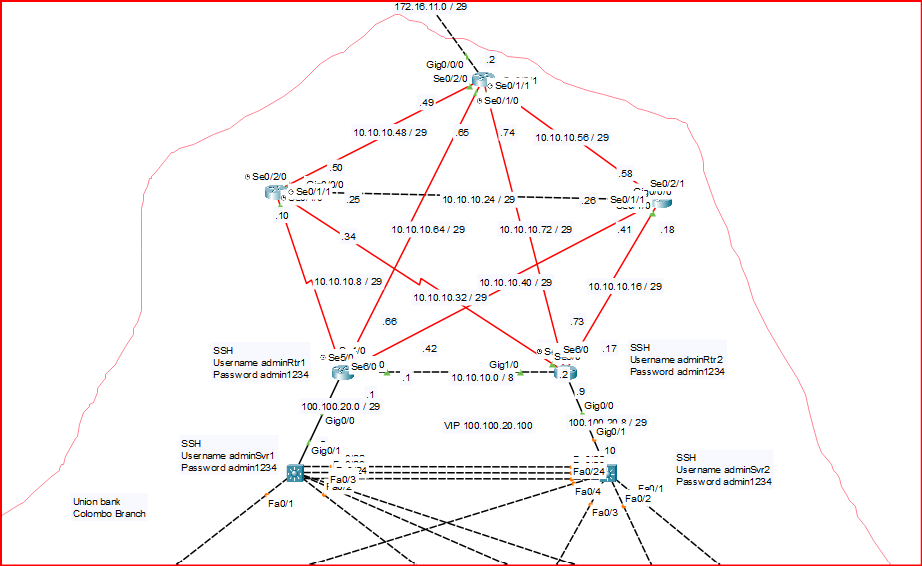 172.16.11.0 / 29
.2
Gig0/0/0
Se0/2/0
Se0/1/1
Se0/1/0
.49
.65
.74
10.10.10.48 / 29
10.10.10.56 / 29
.50
.58
Se0/2/0
Se0/2/1
Se0/1/1
Se0/1/1
.25
10.10.10.24 / 29
.26
.10
.34
10.10.10.64 / 29
10.10.10.72 / 29
.41
.18
10.10.10.8 / 29
10.10.10.40 / 29
10.10.10.16 / 29
10.10.10.32 / 29
.66
.73
SSH
Username adminRtr1
Password admin1234
.42
.17
SSH
Username adminRtr2
Password admin1234
Se6/0
Se6/0
Gig1/0
.1
10.10.10.0 / 8
.2
.1
.9
100.100.20.0 / 29
Gig0/0
Gig0/0
VIP 100.100.20.100
Gig0/1
Gig0/1
10
SSH
Username adminSvr1
Password admin1234
SSH
Username adminSvr2
Password admin1234
Fa0/3
Fa0/24
Fa0/1
Fa0/4
Fa0/3
Fa0/2
Fa0/1
Union bank
Colombo Branch